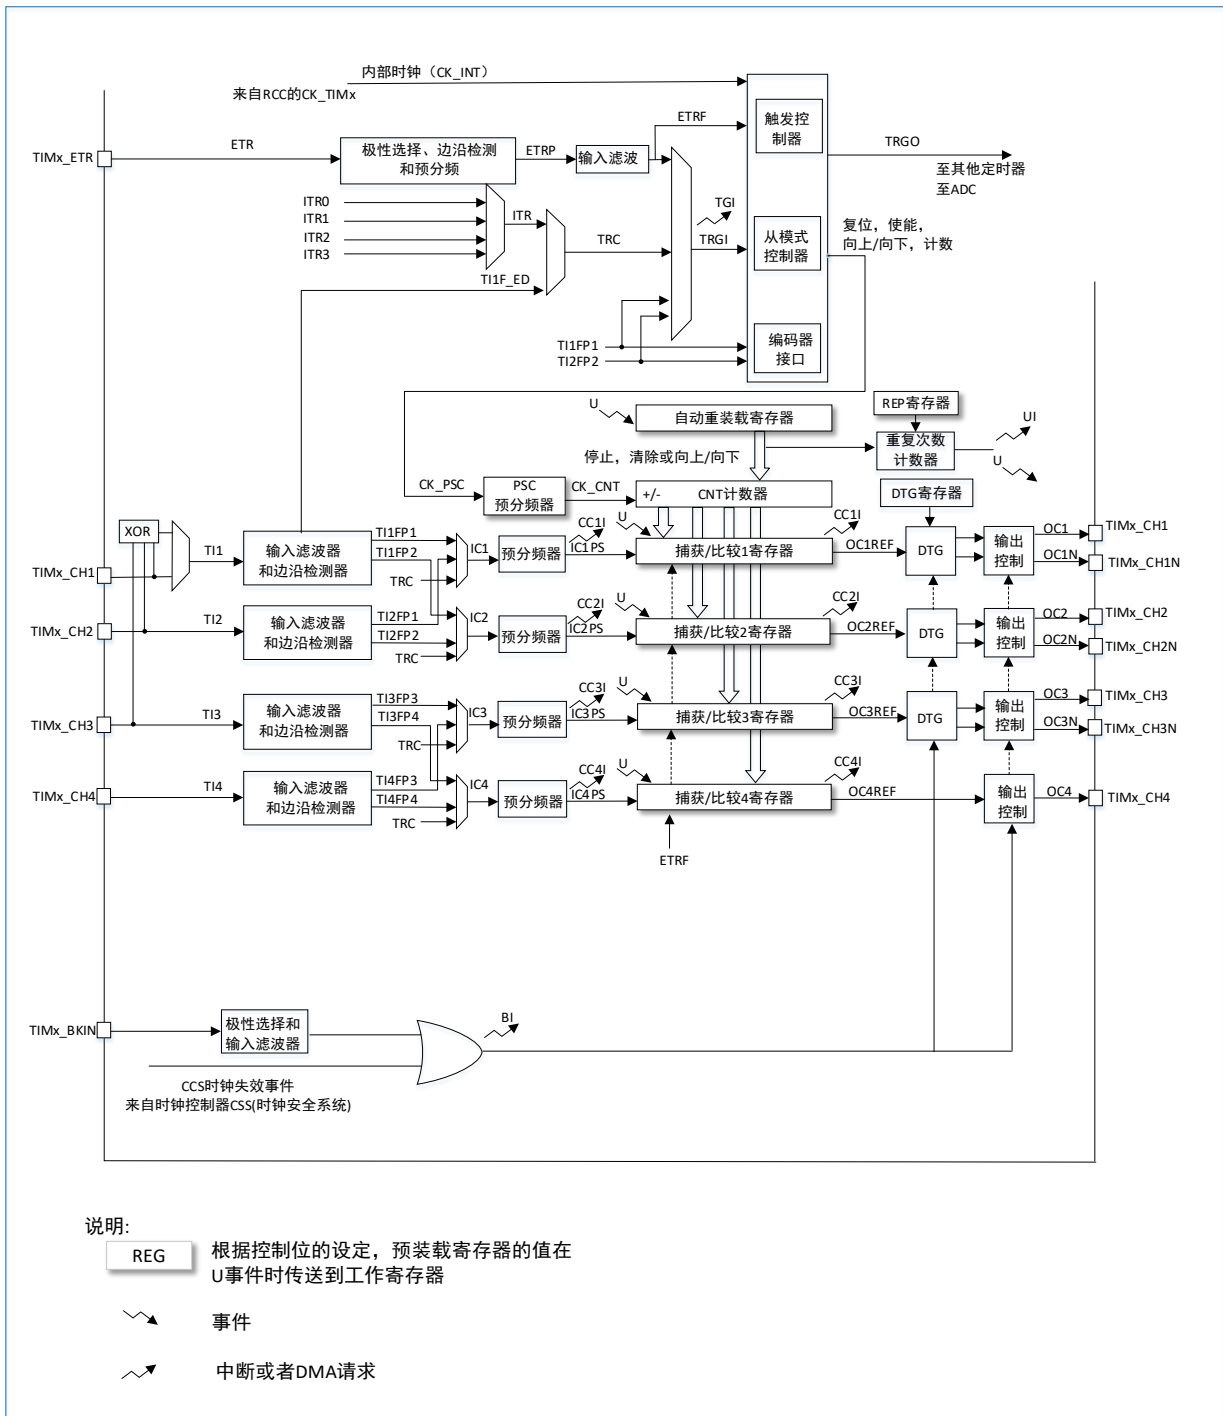 内部时钟（CK_INT）
来自RCC的CK_TIMx
触发控
制器
ETRF
TIMx_ETR
ETR
极性选择、边沿检测
和预分频
ETRP
输入滤波
TRGO
至其他定时器
至ADC
ITR0
ITR1
ITR2
ITR3
ITR
TRC
TGI
TRGI
从模式
控制器
复位，使能，
向上/向下，计数
TI1F_ED
TI1FP1
TI2FP2
编码器
接口
U
自动重装载寄存器
REP寄存器
停止，清除或向上/向下
重复次数
计数器
UI
U
CK_PSC
PSC
预分频器
CK_CNT
+/-
CNT计数器
DTG寄存器
XOR
TI1
输入滤波器
和边沿检测器
TI1FP1
TI1FP2
TRC
IC1
预分频器
CC1I
IC1PS
U
捕获/比较1寄存器
CC1I
OC1REF
DTG
输出
控制
OC1
OC1N
TIMx_CH1
TIMx_CH1N
TIMx_CH1
TIMx_CH2
TI2
输入滤波器
和边沿检测器
TI2FP1
TI2FP2
TRC
IC2
预分频器
CC2I
IC2PS
U
捕获/比较2寄存器
CC2I
OC2REF
DTG
输出
控制
OC2
OC2N
TIMx_CH2
TIMx_CH2N
TIMx_CH3
TI3
输入滤波器
和边沿检测器
TI3FP3
TI3FP4
TRC
IC3
预分频器
CC3I
IC3PS
U
捕获/比较3寄存器
CC3I
OC3REF
DTG
输出
控制
OC3
OC3N
TIMx_CH3
TIMx_CH3N
TIMx_CH4
TI4
输入滤波器
和边沿检测器
TI4FP3
TI4FP4
TRC
IC4
预分频器
CC4I
IC4PS
U
捕获/比较4寄存器
CC4I
OC4REF
输出
控制
OC4
TIMx_CH4
ETRF
TIMx_BKIN
极性选择和
输入滤波器
BI
CCS时钟失效事件
来自时钟控制器CSS(时钟安全系统)
说明:
REG
根据控制位的设定，预装载寄存器的值在
U事件时传送到工作寄存器
事件
中断或者DMA请求